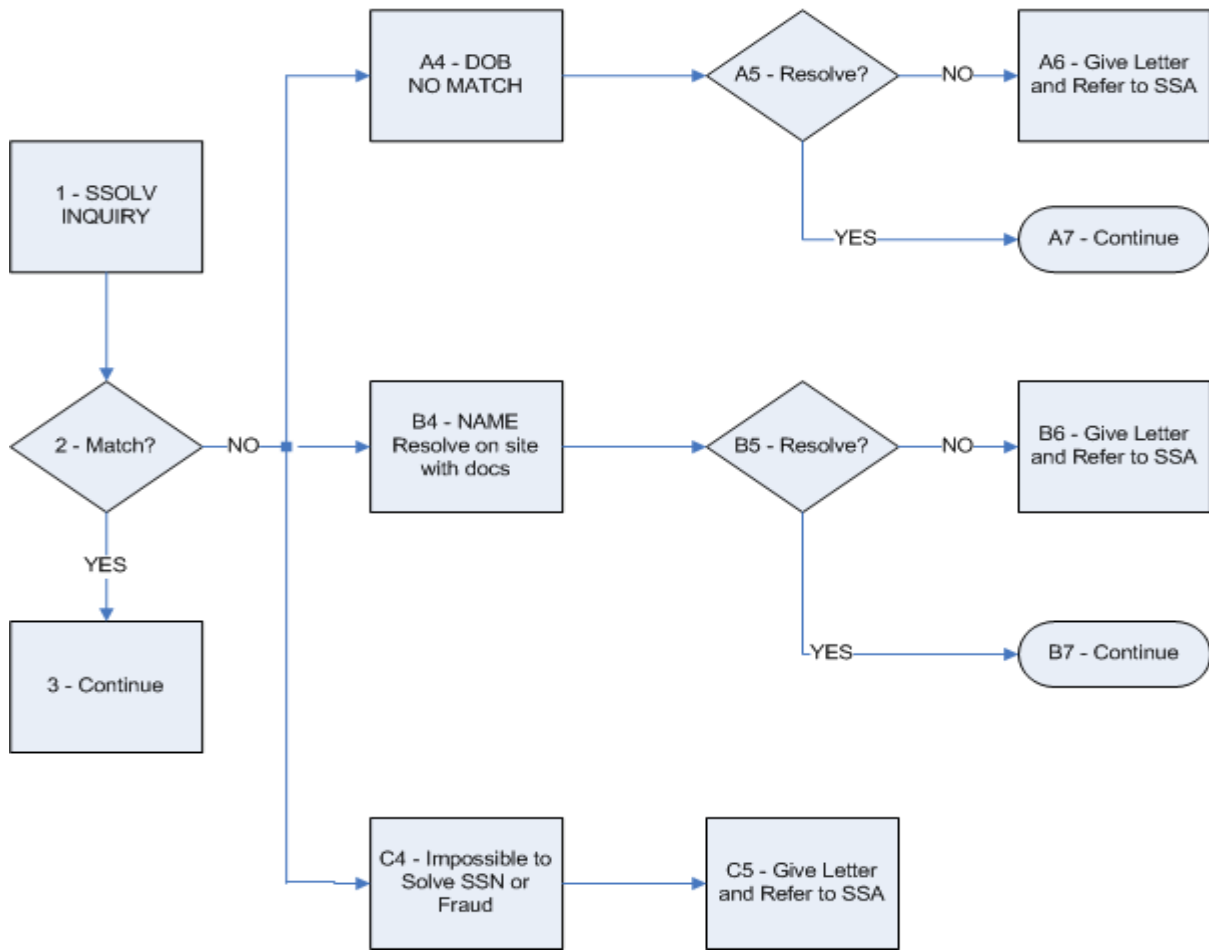 A4 - DOB
NO MATCH
A5 - Resolve?
NO
A6 - Give Letter
and Refer to SSA
1 - SSOLV
INQUIRY
YES
A7 - Continue
2 - Match?
NO
B4 - NAME
Resolve on site
with docs
B5 - Resolve?
NO
B6 - Give Letter
and Refer to SSA
YES
3 - Continue
YES
B7 - Continue
C4 - Impossible to
Solve SSN or
Fraud
C5 - Give Letter
and Refer to SSA